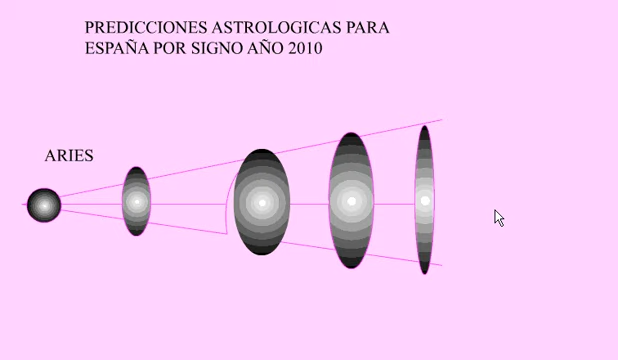 PREDICCIONES ASTROLOGICAS PARA
ESPAÑA POR SIGNO AÑO 2010
ARIES